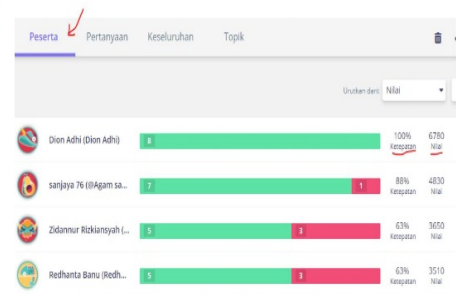 Peserta Pertanyaan Keseluruhan Topik
Urutkan dari: Nilai
Dion Adhi (Dion Adhi) 8 100% 6780
Ketepatan Nilai
sanjaya 76 (@Agam sa... 7 1 88% 4830
Ketepatan Nilai
Zidannur Rizkiansyah (... 5 3 63% 3650
Ketepatan Nilai
Redhanta Banu (Redh... 5 3 63% 3510
Ketepatan Nilai